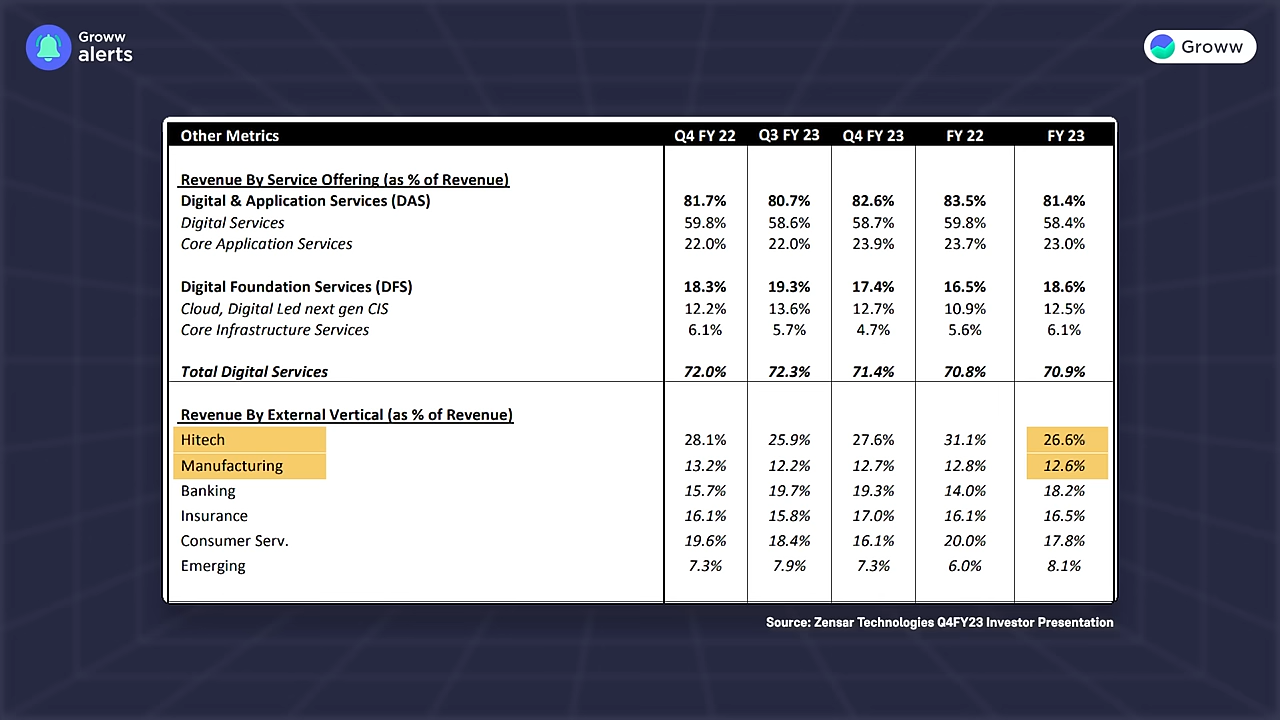 Groww
alerts
Groww
Other Metrics Q4 FY 22 Q3 FY 23 Q4 FY 23 FY 22 FY 23
Revenue By Service Offering (as % of Revenue)
Digital & Application Services (DAS) 81.7% 80.7% 82.6% 83.5% 81.4%
Digital Services 59.8% 58.6% 58.7% 59.8% 58.4%
Core Application Services 22.0% 22.0% 23.9% 23.7% 23.0%
Digital Foundation Services (DFS) 18.3% 19.3% 17.4% 16.5% 18.6%
Cloud, Digital Led next gen CIS 12.2% 13.6% 12.7% 10.9% 12.5%
Core Infrastructure Services 6.1% 5.7% 4.7% 5.6% 6.1%
Total Digital Services 72.0% 72.3% 71.4% 70.8% 70.9%
Revenue By External Vertical (as % of Revenue)
Hitech 28.1% 25.9% 27.6% 31.1% 26.6%
Manufacturing 13.2% 12.2% 12.7% 12.8% 12.6%
Banking 15.7% 19.7% 19.3% 14.0% 18.2%
Insurance 16.1% 15.8% 17.0% 16.1% 16.5%
Consumer Serv. 19.6% 18.4% 16.1% 20.0% 17.8%
Emerging 7.3% 7.9% 7.3% 6.0% 8.1%
Source: Zensar Technologies Q4FY23 Investor Presentation